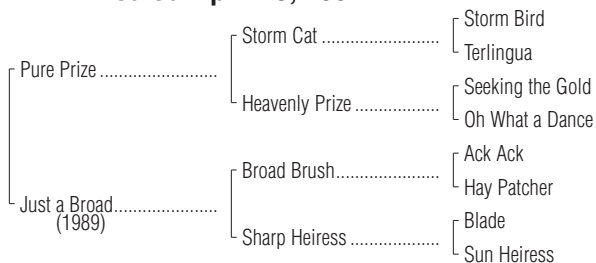 Storm Bird
Storm Cat
Terlingua
Pure Prize
Seeking the Gold
Heavenly Prize
Oh What a Dance
Ack Ack
Broad Brush
Hay Patcher
Just a Broad
(1989)
Blade
Sharp Heiress
Sun Heiress